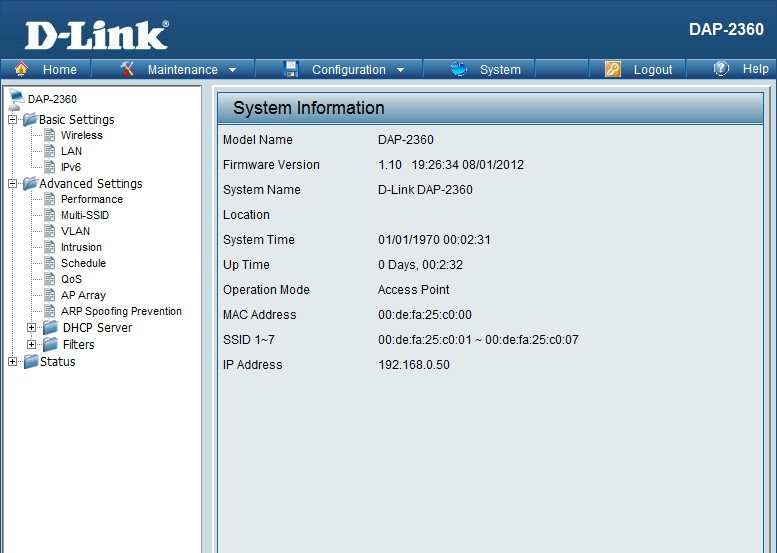 D-Link®
DAP-2360
Home Maintenance Configuration System Logout Help
DAP-2360
Basic Settings
Wireless
LAN
IPv6
Advanced Settings
Performance
Multi-SSID
VLAN
Intrusion
Schedule
QoS
AP Array
ARP Spoofing Prevention
DHCP Server
Filters
Status
System Information
Model Name DAP-2360
Firmware Version 1.10 19:26:34 08/01/2012
System Name D-Link DAP-2360
Location
System Time 01/01/1970 00:02:31
Up Time 0 Days, 00:2:32
Operation Mode Access Point
MAC Address 00:de:fa:25:c0:00
SSID 1~7 00:de:fa:25:c0:01 ~ 00:de:fa:25:c0:07
IP Address 192.168.0.50